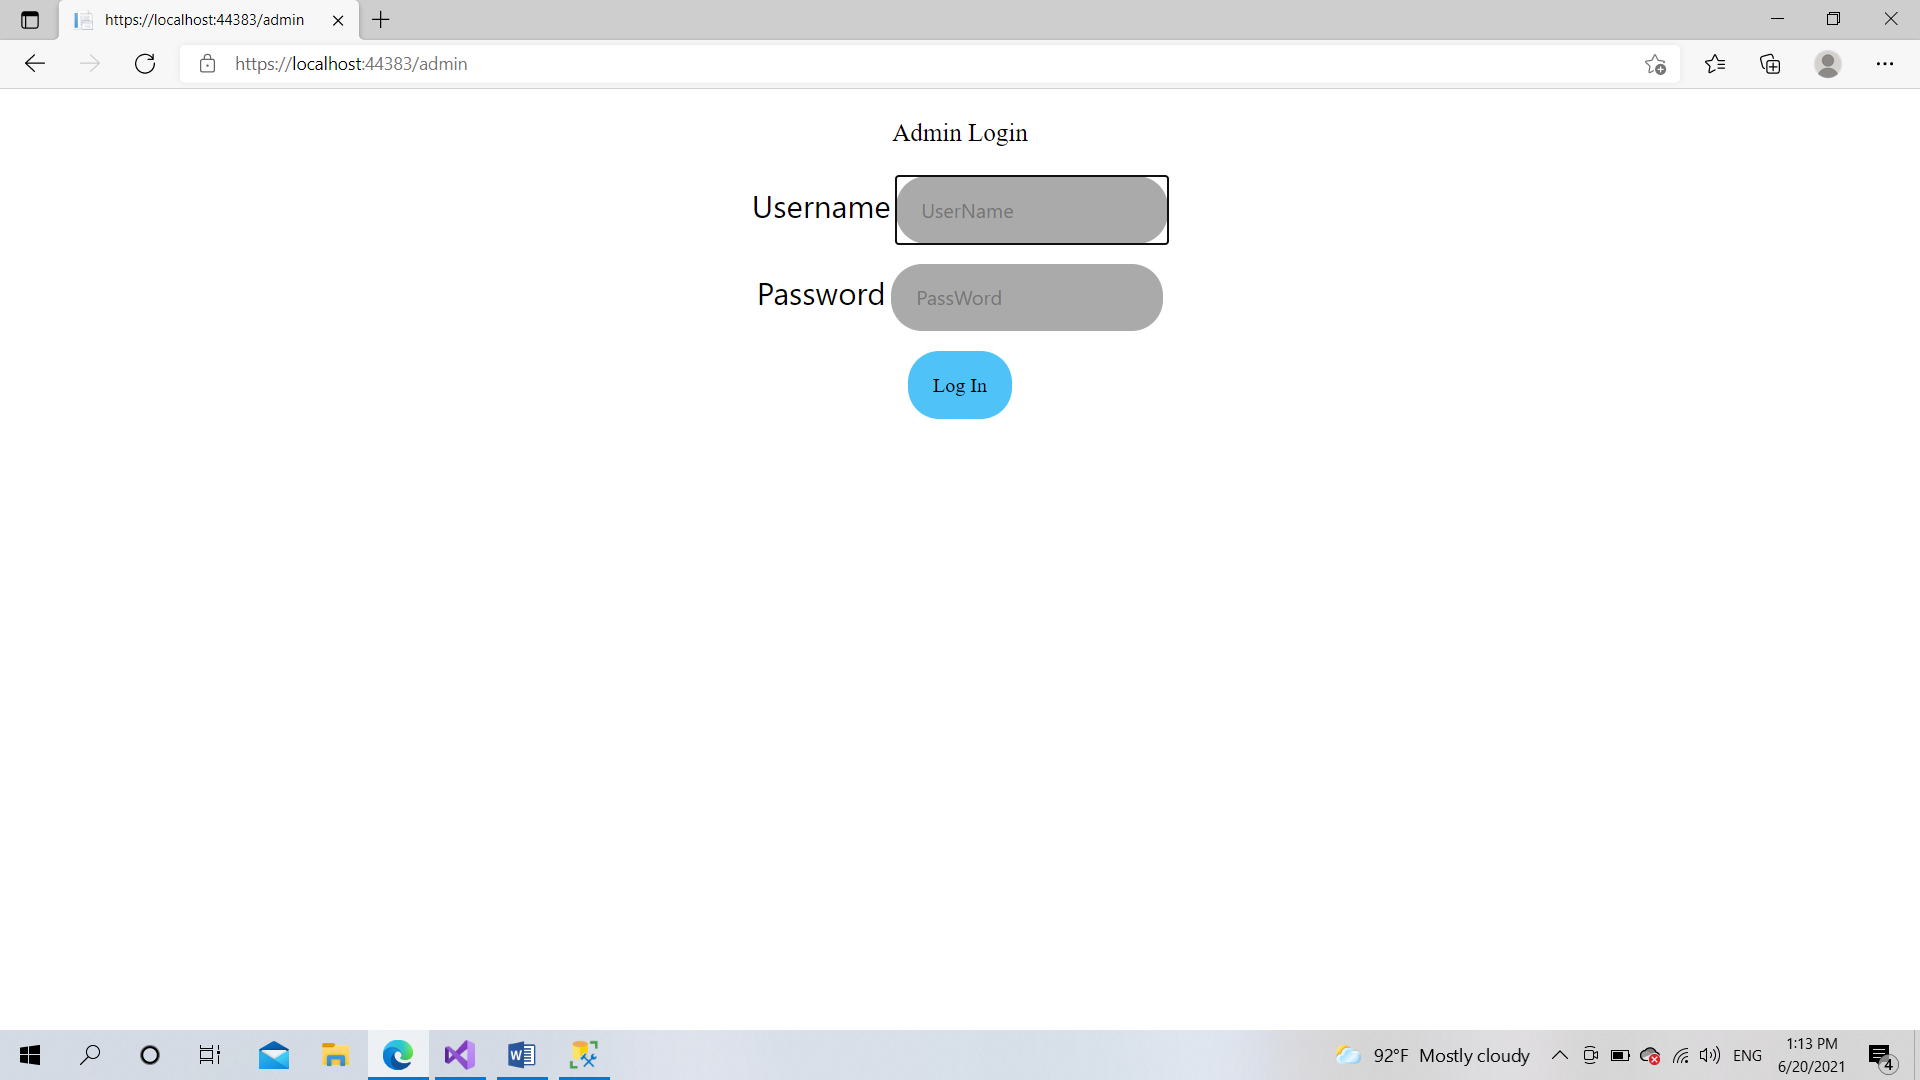 https://localhost:44383/admin
https://localhost:44383/admin
Admin Login
Username UserName
Password PassWord
Log In
92°F Mostly cloudy ENG 1:13 PM
6/20/2021
4